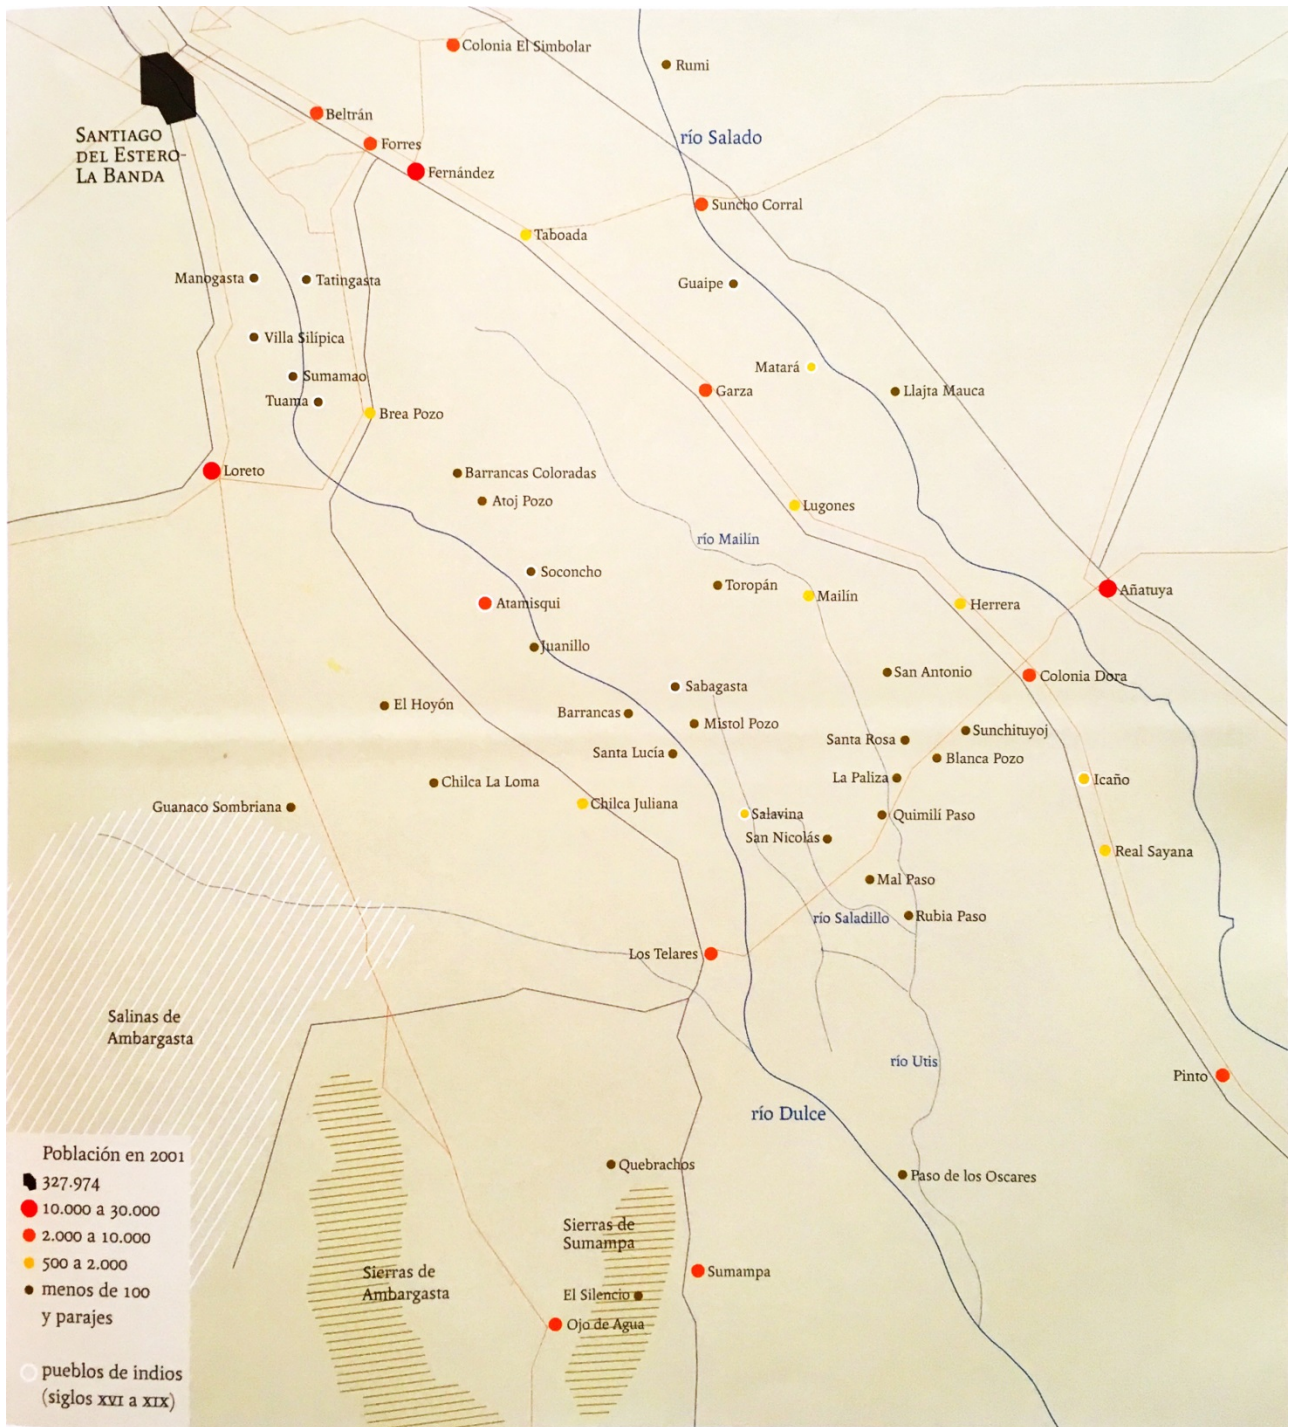 Colonia El Simbolar
Rumi
Beltrán
SANTIAGO
DEL ESTERO-
LA BANDA
Forres
río Salado
Fernández
Suncho Corral
Taboada
Manogasta
Tatingasta
Guaipe
Villa Silípica
Matará
Sumamao
Tuama
Garza
Llajta Mauca
Brea Pozo
Loreto
Barrancas Coloradas
Atoj Pozo
Lugones
río Mailín
Soconcho
Toropán
Mailín
Añatuya
Atamisqui
Herrera
Juanillo
San Antonio
Colonia Dora
Sabagasta
El Hoyón
Barrancas
Mistol Pozo
Sunchituyoj
Santa Rosa
Santa Lucía
Blanca Pozo
Chilca La Loma
La Paliza
Icaño
Guanaco Sombriana
Chilca Juliana
Salavina
Quimilí Paso
San Nicolás
Real Sayana
Mal Paso
río Saladillo
Rubia Paso
Los Telares
Salinas de
Ambargasta
río Utis
Pinto
río Dulce
Quebrachos
Paso de los Oscares
Sierras de
Sumampa
Sierras de
Ambargasta
Sumampa
El Silencio
Ojo de Agua
Población en 2001
327.974
10.000 a 30.000
2.000 a 10.000
500 a 2.000
menos de 100
y parajes
pueblos de indios
(siglos XVI a XIX)